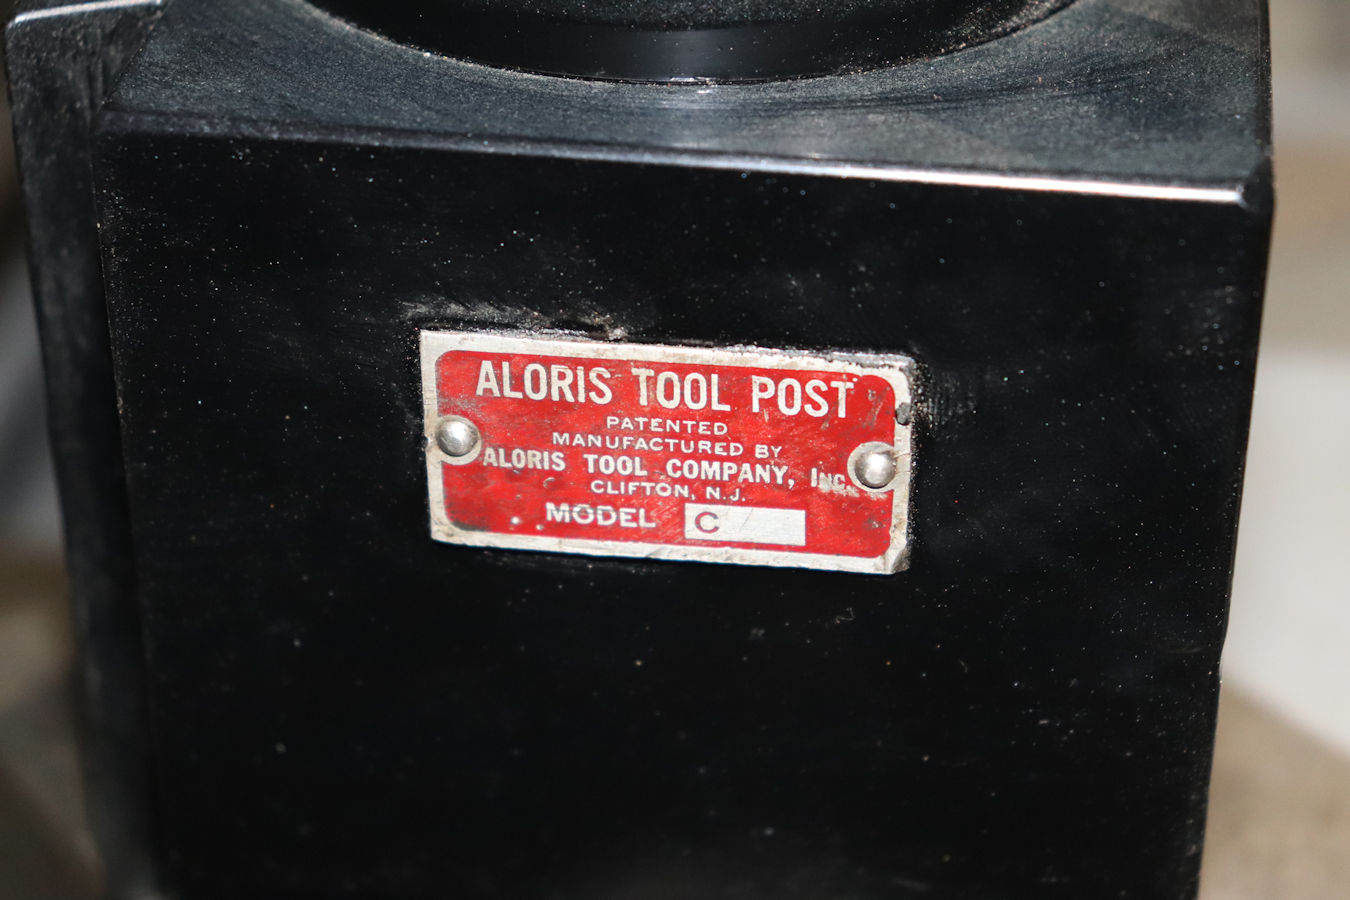 ALORIS TOOL POST
PATENTED
MANUFACTURED BY
ALORIS TOOL COMPANY, INC.
CLIFTON, N.J.
MODEL C